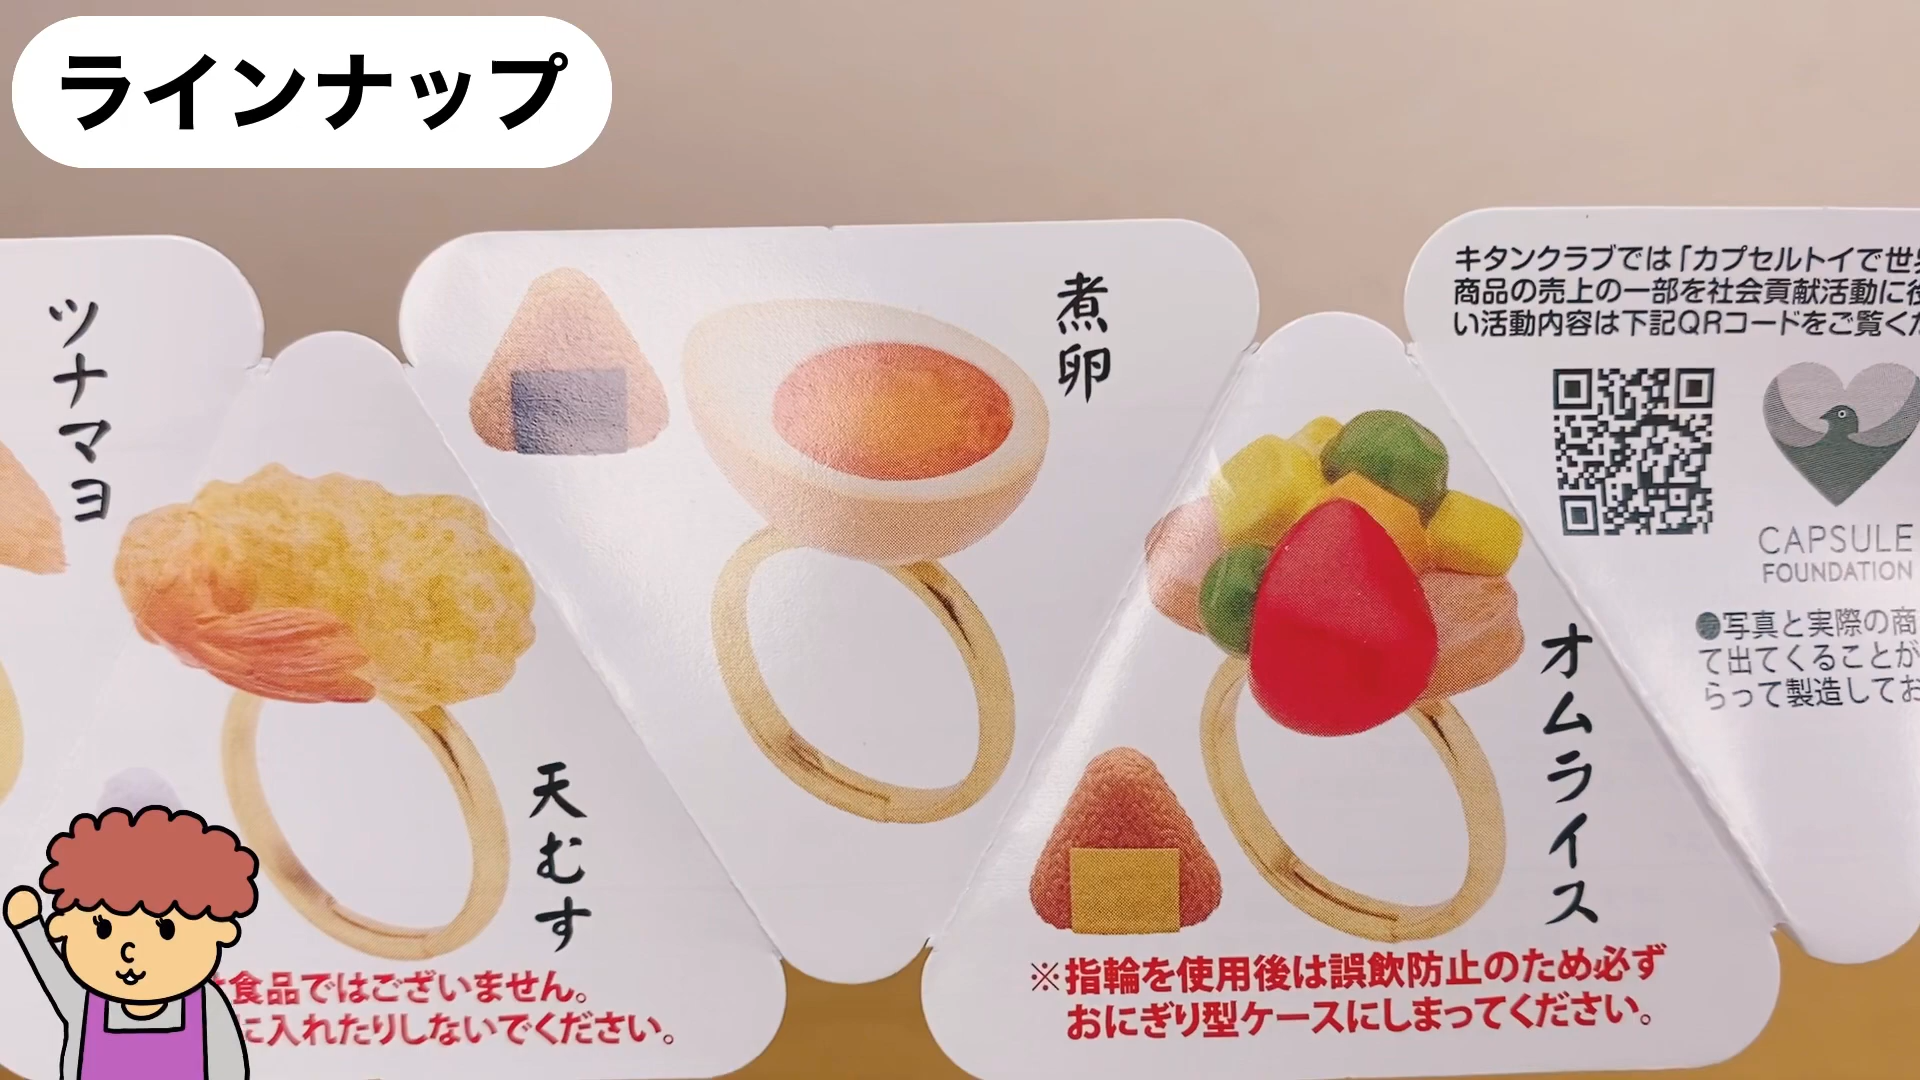 ラインナップ
ツナマヨ
天むす
食品ではございません。
に入れたりしないでください。
煮卵
オムライス
※指輪を使用後は誤飲防止のため必ず
おにぎり型ケースにしまってください。
キタンクラブでは「カプセルトイで世
商品の売上の一部を社会貢献活動に
い活動内容は下記QRコードをご覧く
CAPSULE
FOUNDATION
●写真と実際の商
て出てくることが
らって製造してお